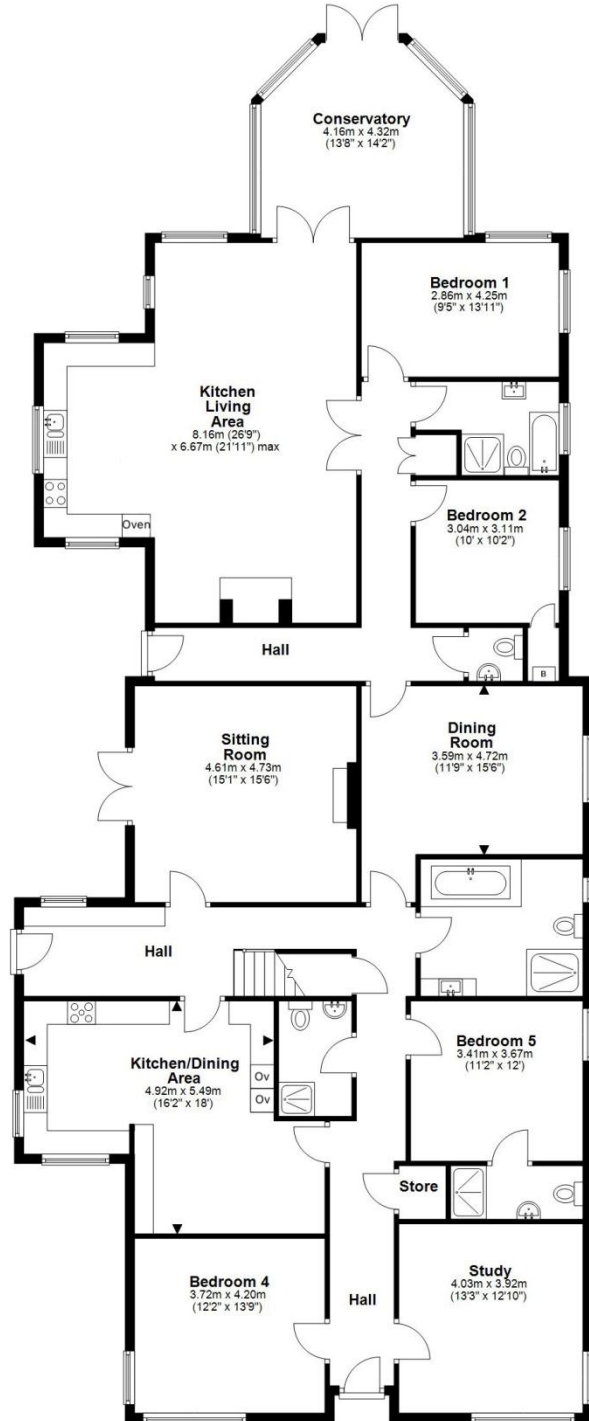 Conservatory
4.16m x 4.32m
(13'8" x 14'2")
Bedroom 1
2.86m x 4.25m
(9'5" x 13'11")
Kitchen
Living
Area
8.16m (26'9")
x 6.67m (21'11") max
Oven
Bedroom 2
3.04m x 3.11m
(10' x 10'2")
Hall
B
Sitting
Room
4.61m x 4.73m
(15'1" x 15'6")
Dining
Room
3.59m x 4.72m
(11'9" x 15'6")
Hall
Kitchen/Dining
Area
4.92m x 5.49m
(16'2" x 18')
Ov
Ov
Bedroom 5
3.41m x 3.67m
(11'2" x 12')
Store
Bedroom 4
3.72m x 4.20m
(12'2" x 13'9")
Hall
Study
4.03m x 3.92m
(13'3" x 12'10")